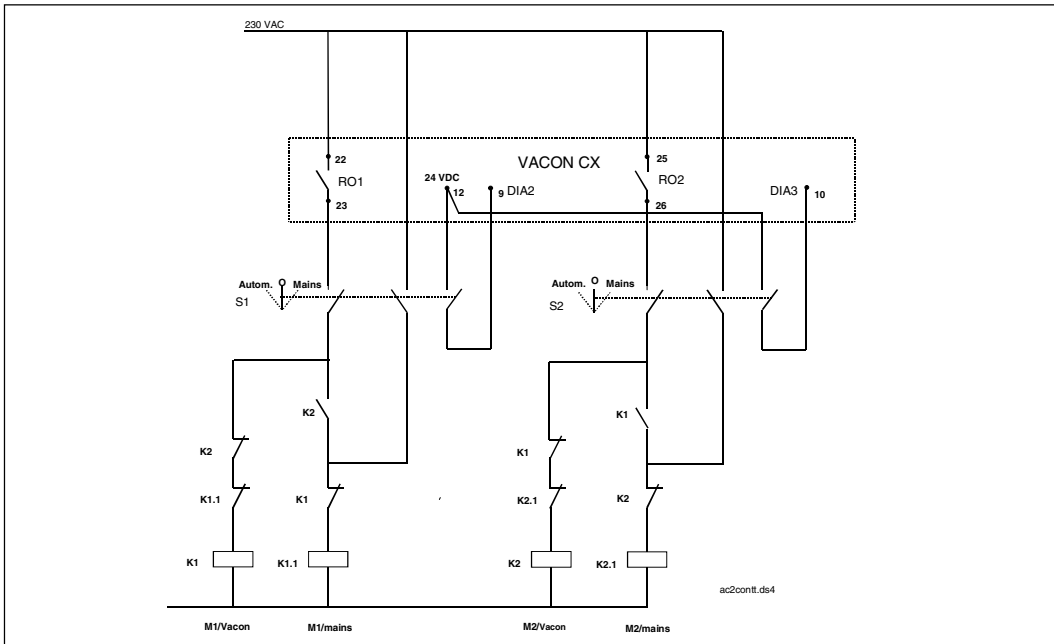 230 VAC
VACON CX
22
RO1
23
24 VDC
12
9 DIA2
25
RO2
26
DIA3
10
Autom. O Mains
S1
Autom. O Mains
S2
K2
K1
K2
K1
K1.1
K1
K2.1
K2
K1
K1.1
K2
K2.1
ac2contt.ds4
M1/Vacon
M1/mains
M2/Vacon
M2/mains